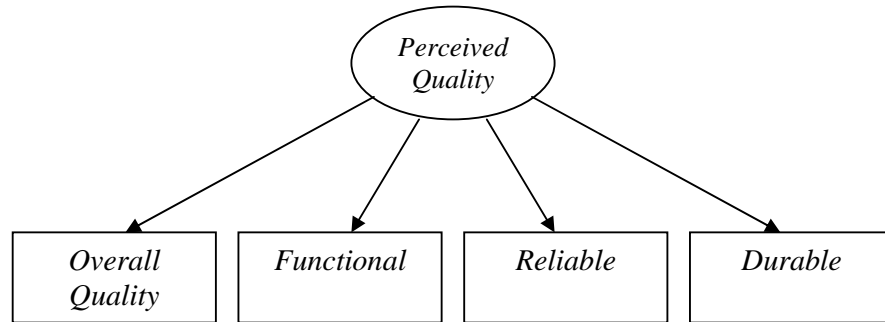 Perceived
Quality
Overall
Quality
Functional
Reliable
Durable